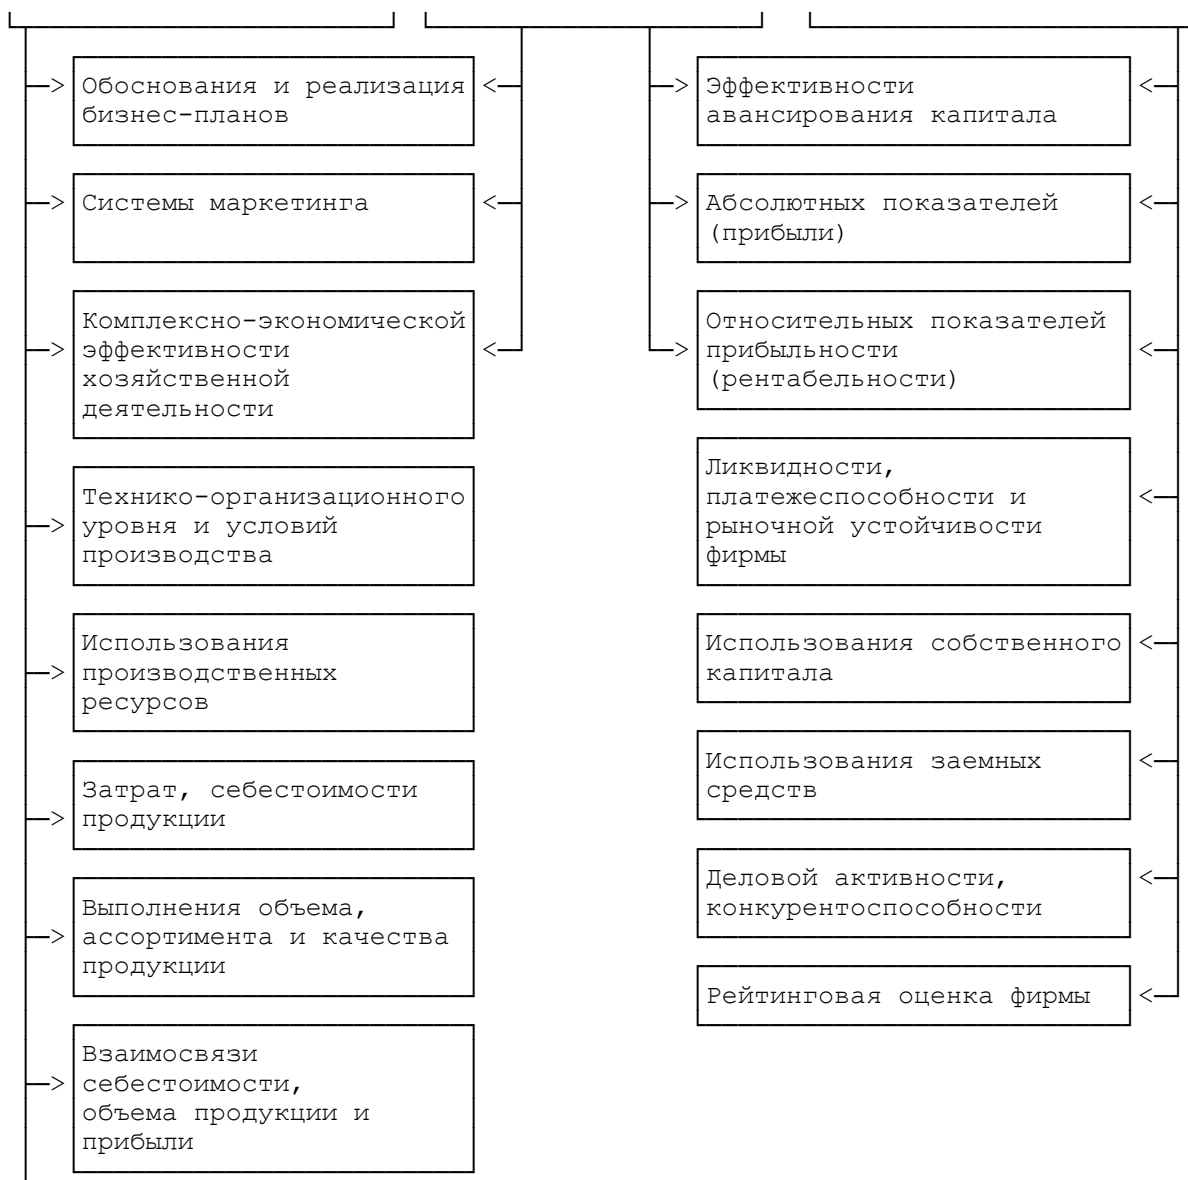 Обоснования и реализация
бизнес-планов
Системы маркетинга
Комплексно-экономической
эффективности
хозяйственной
деятельности
Технико-организационного
уровня и условий
производства
Использования
производственных
ресурсов
Затрат, себестоимости
продукции
Выполнения объема,
ассортимента и качества
продукции
Взаимосвязи
себестоимости,
объема продукции и
прибыли
Эффективности
авансирования капитала
Абсолютных показателей
(прибыли)
Относительных показателей
прибыльности
(рентабельности)
Ликвидности,
платежеспособности и
рыночной устойчивости
фирмы
Использования собственного
капитала
Использования заемных
средств
Деловой активности,
конкурентоспособности
Рейтинговая оценка фирмы